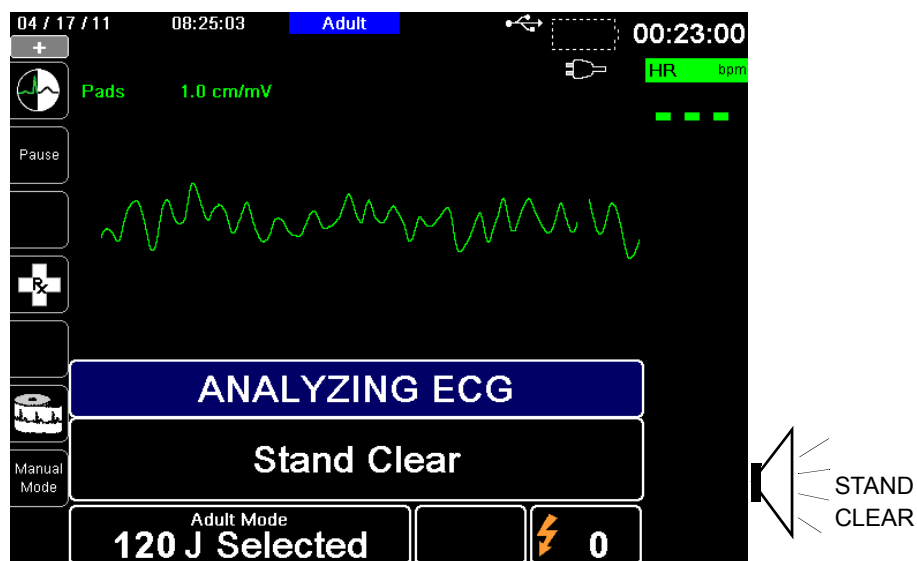 04 / 17 / 11 08:25:03 Adult 00:23:00
+
HR bpm
Pads 1.0 cm/mV
- - -
Pause
Rx
ANALYZING ECG
Stand Clear
Manual
Mode
Adult Mode
120 J Selected
0
STAND
CLEAR